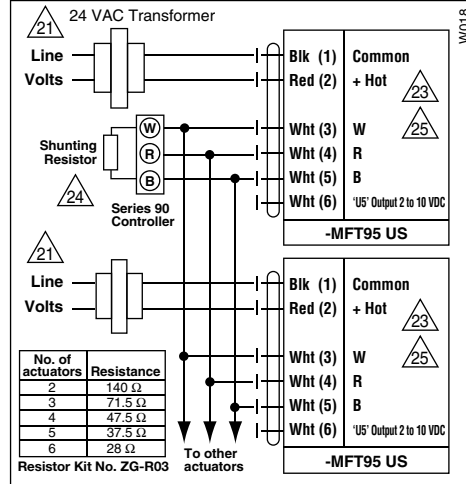 21 24 VAC Transformer
W018
Line
Volts
Blk (1) Common
Red (2) + Hot
23
25
Wht (3) W
Wht (4) R
Wht (5) B
Wht (6) ‘U5’ Output 2 to 10 VDC
-MFT95 US
Shunting
Resistor
24
W
R
B
Series 90
Controller
21
Line
Volts
Blk (1) Common
Red (2) + Hot
23
25
Wht (3) W
Wht (4) R
Wht (5) B
Wht (6) ‘U5’ Output 2 to 10 VDC
-MFT95 US
No. of
actuators Resistance
2 140 Ω
3 71.5 Ω
4 47.5 Ω
5 37.5 Ω
6 28 Ω
Resistor Kit No. ZG-R03
To other
actuators